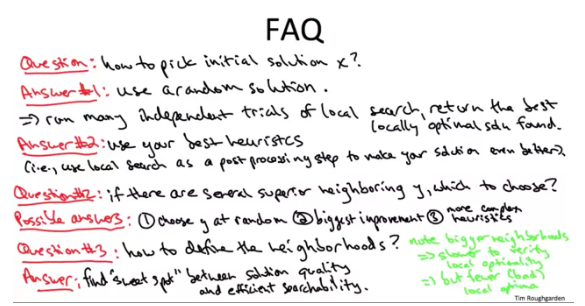 FAQ
Question: how to pick initial solution x?
Answer #1: use a random solution.
⇒ run many independent trials of local search, return the best
locally optimal soln found.
Answer #2: use your best heuristics
(i.e., use local search as a postprocessing step to make your solution even better).
Question #2: if there are several superior neighboring y, which to choose?
Possible answers: ① choose y at random ② biggest improvement ③ more complex
heuristics
Question #3: how to define the neighborhoods?
Answer: find "sweet spot" between solution quality
and efficient searchability.
note bigger neighborhoods
⇒ slower to verify
local optimality
⇒ but fewer (bad)
local optima
Tim Roughgarden